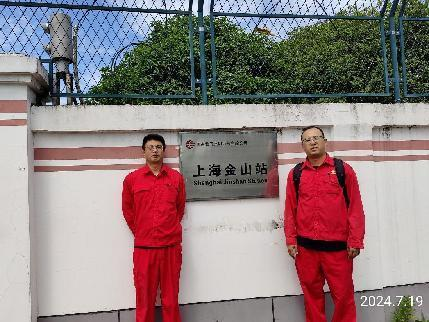 上海金山站
Shanghai Jinshan Station
2024.7.19